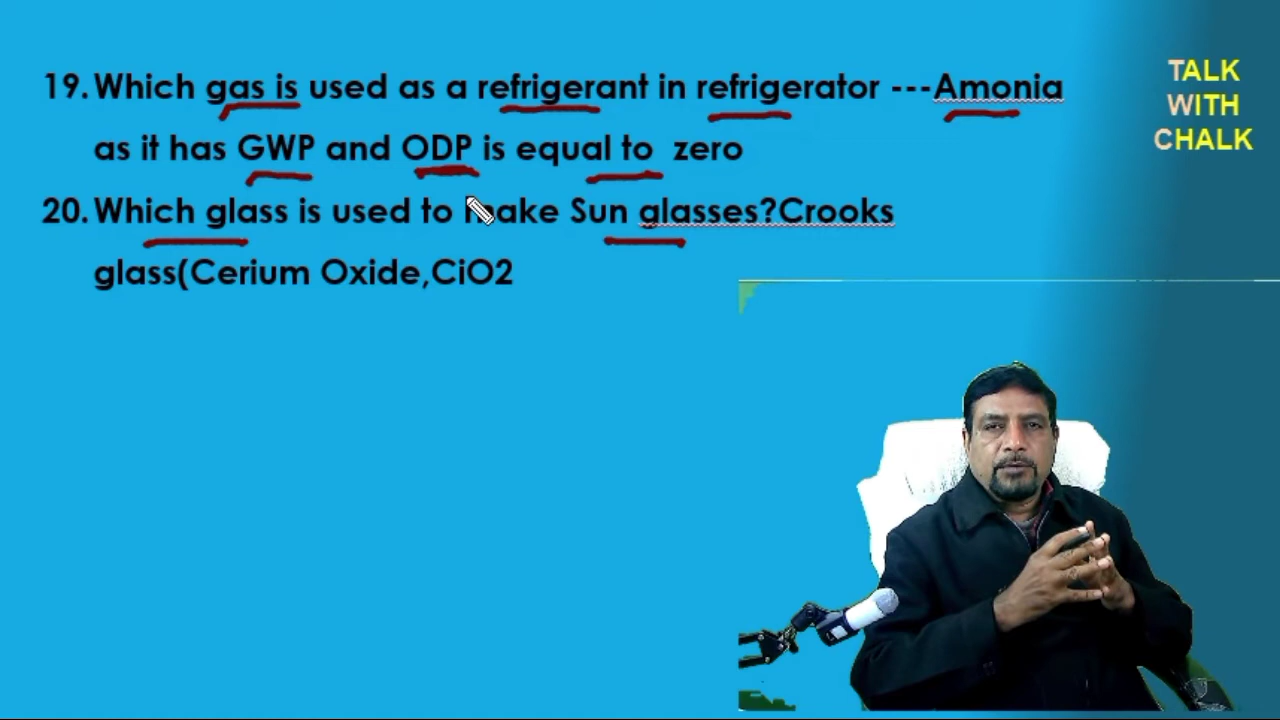 19. Which gas is used as a refrigerant in refrigerator ---Amonia
as it has GWP and ODP is equal to zero
20. Which glass is used to make Sun glasses?Crooks
glass(Cerium Oxide,CiO2
TALK
WITH
CHALK